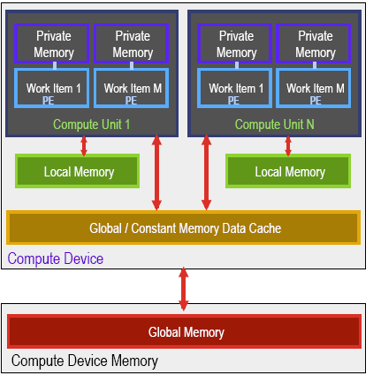 Private
Memory
Private
Memory
Private
Memory
Private
Memory
Work Item 1
PE
Work Item M
PE
Work Item 1
PE
Work Item M
PE
Compute Unit 1
Compute Unit N
Local Memory
Local Memory
Global / Constant Memory Data Cache
Compute Device
Global Memory
Compute Device Memory